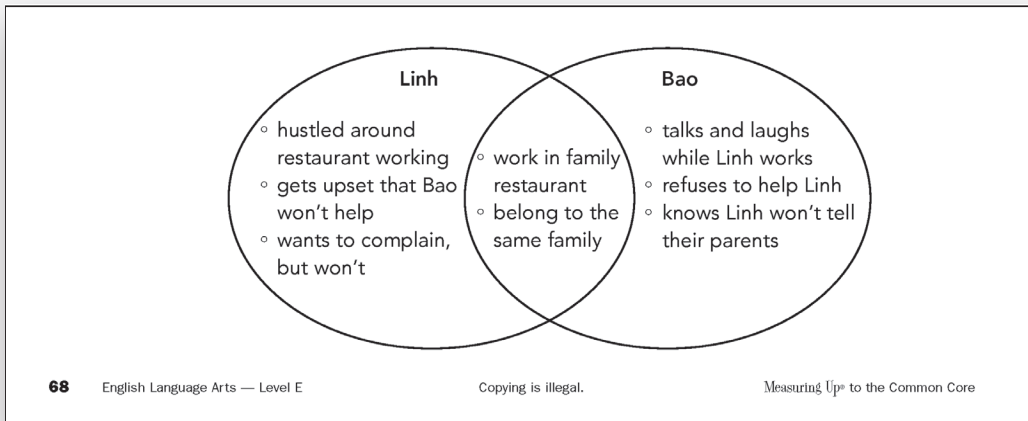 Linh
hustled around
restaurant working
gets upset that Bao
won't help
wants to complain,
but won't
work in family
restaurant
belong to the
same family
Bao
talks and laughs
while Linh works
refuses to help Linh
knows Linh won't tell
their parents
68 English Language Arts — Level E Copying is illegal. Measuring Up® to the Common Core